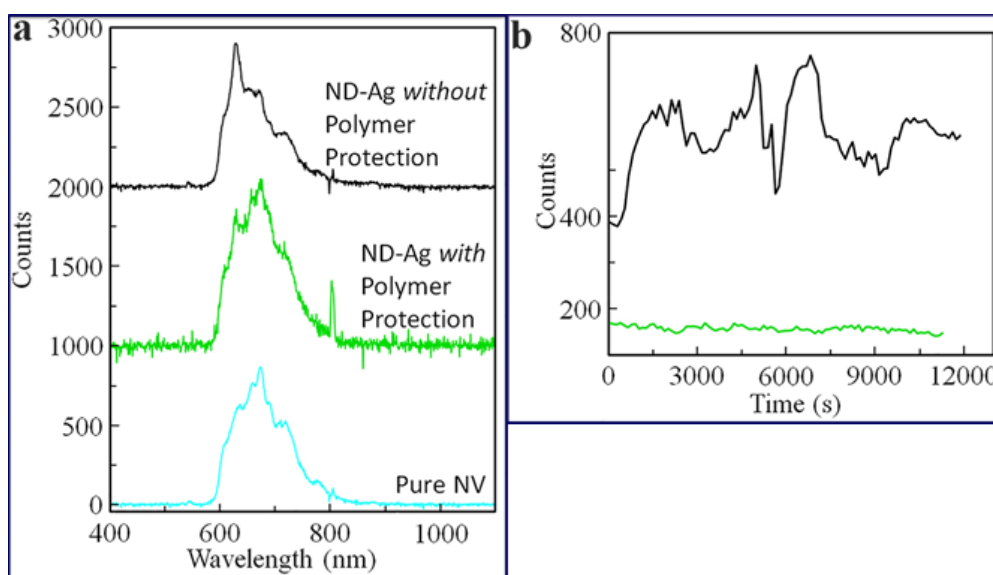 a
3000
2500
2000
1500
1000
500
0
Counts
ND-Ag without
Polymer
Protection
ND-Ag with
Polymer
Protection
Pure NV
400
600
800
1000
Wavelength (nm)
b
800
400
200
Counts
0
3000
6000
9000
12000
Time (s)